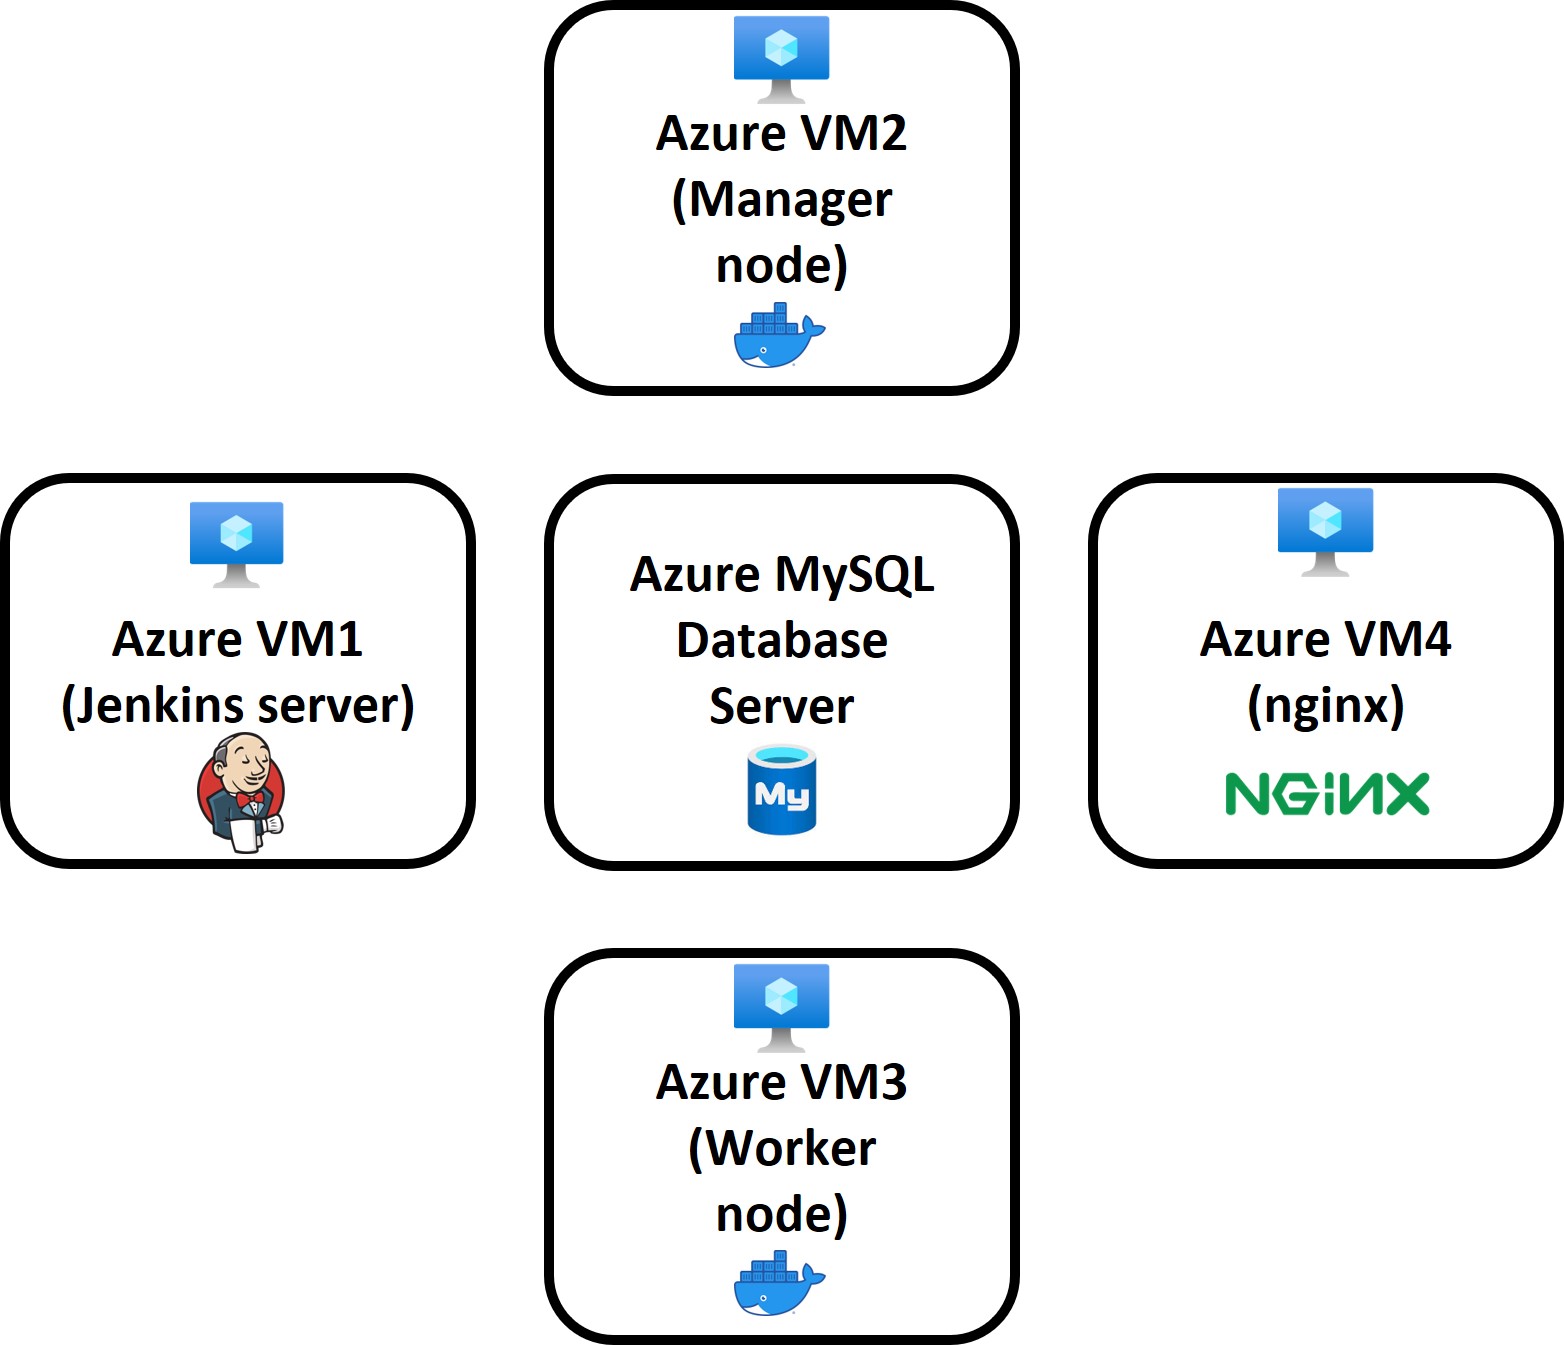 Azure VM2
(Manager
node)
Azure VM1
(Jenkins server)
Azure MySQL
Database
Server
My
Azure VM4
(nginx)
NGINX
Azure VM3
(Worker
node)